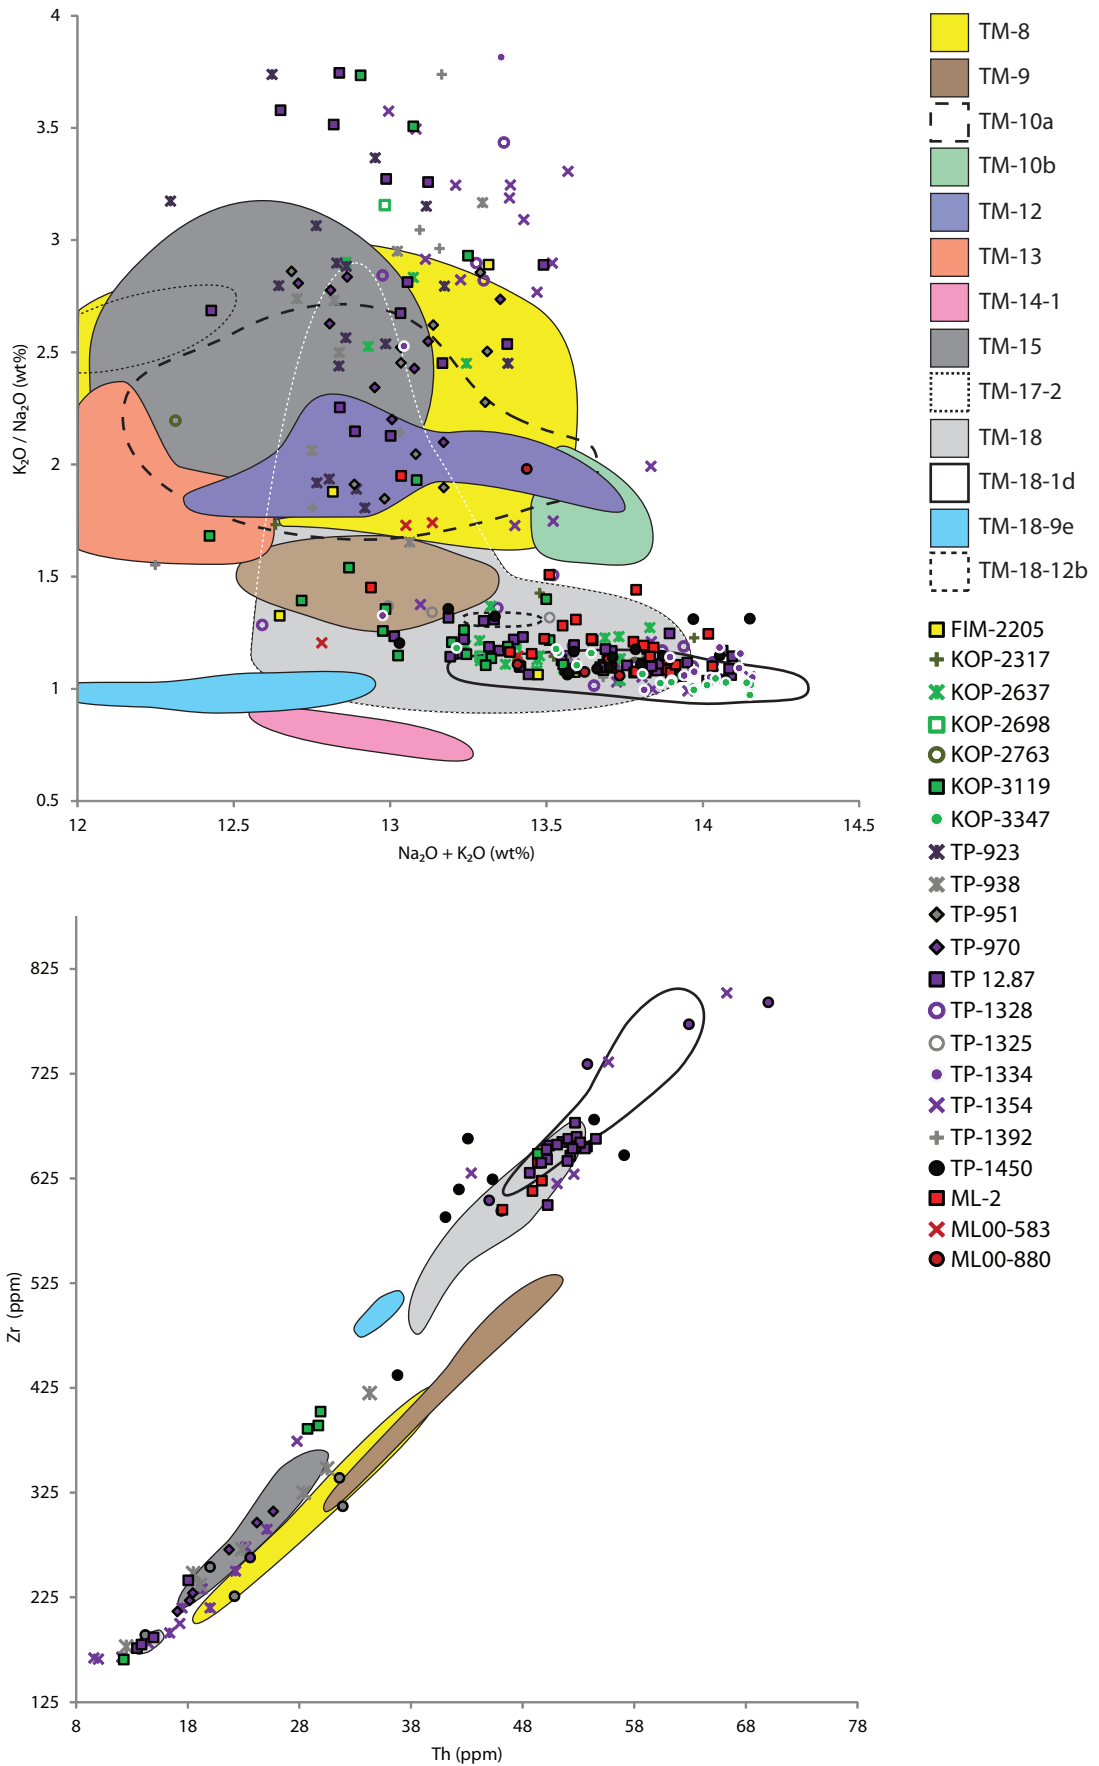 4
3.5
3
2.5
2
1.5
1
0.5
K₂O / Na₂O (wt%)
12
12.5
13
13.5
14
14.5
Na₂O + K₂O (wt%)
TM-8
TM-9
TM-10a
TM-10b
TM-12
TM-13
TM-14-1
TM-15
TM-17-2
TM-18
TM-18-1d
TM-18-9e
TM-18-12b
FIM-2205
KOP-2317
KOP-2637
KOP-2698
KOP-2763
KOP-3119
KOP-3347
TP-923
TP-938
TP-951
TP-970
TP 12.87
TP-1328
TP-1325
TP-1334
TP-1354
TP-1392
TP-1450
ML-2
ML00-583
ML00-880
825
725
625
525
425
325
225
125
Zr (ppm)
8
18
28
38
48
58
68
78
Th (ppm)